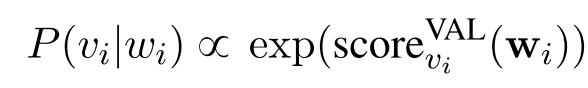 P(v_i|w_i) ∝ exp(score^{VAL}_{v_i}(𝐰_i))